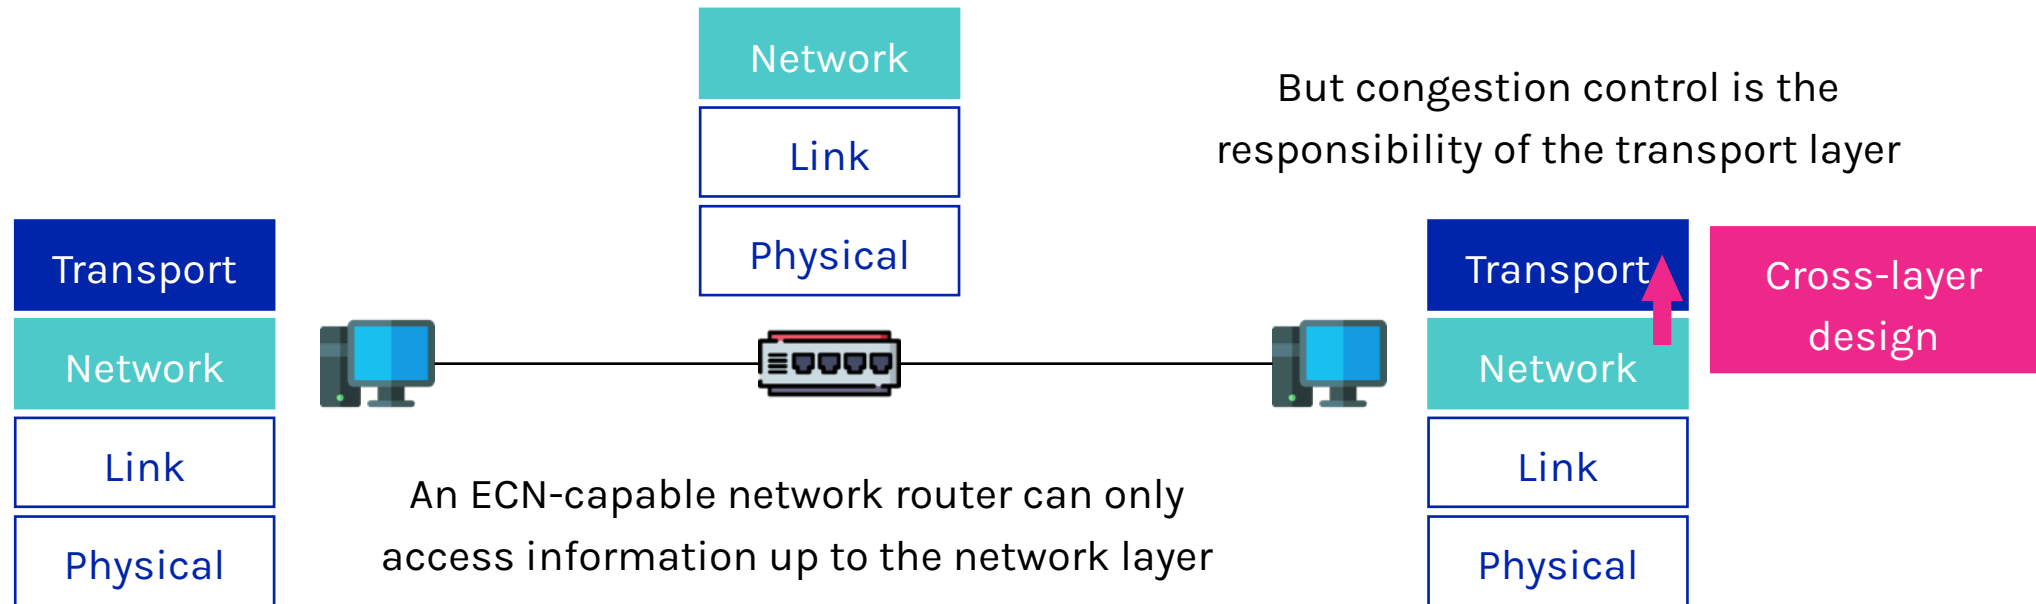 Network
Link
Physical
But congestion control is the
responsibility of the transport layer
Transport
Network
Link
Physical
An ECN-capable network router can only
access information up to the network layer
Transport
Network
Link
Physical
Cross-layer
design